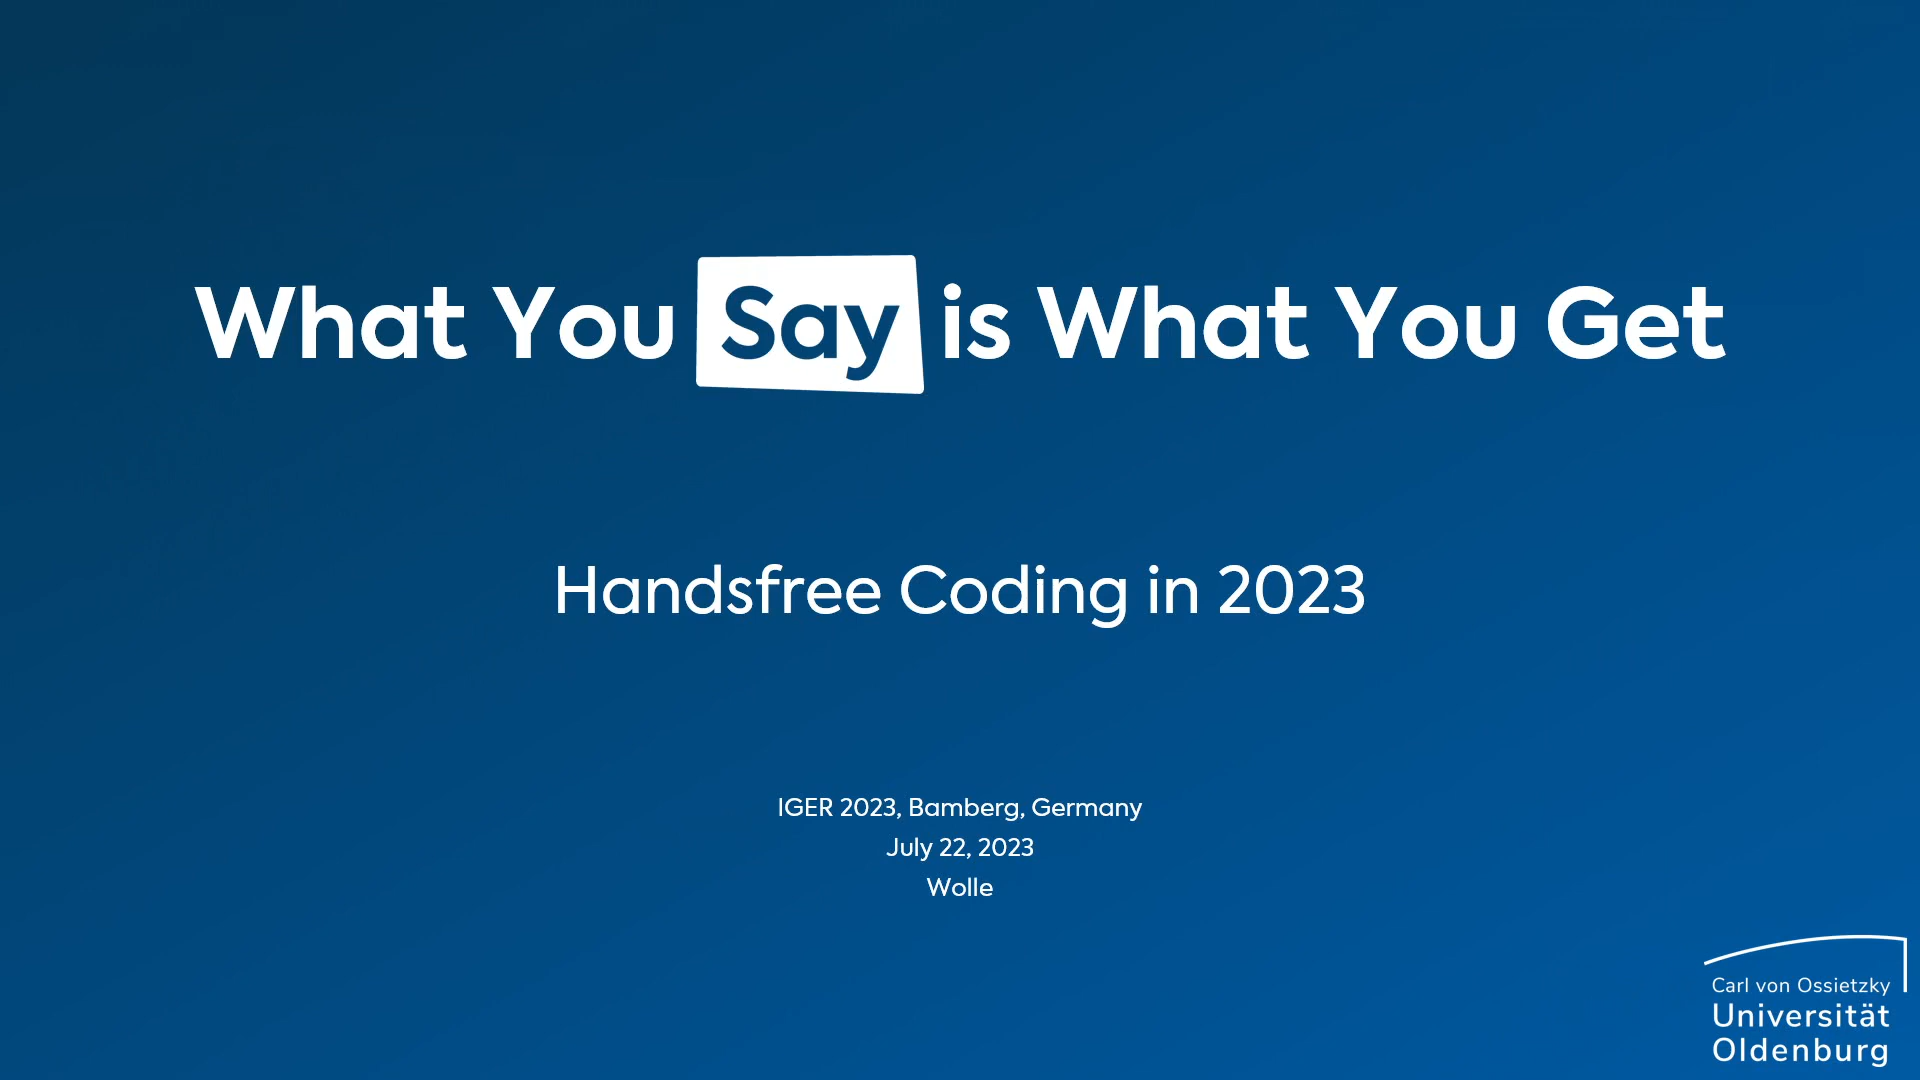 What You Say is What You Get
Handsfree Coding in 2023
IGER 2023, Bamberg, Germany
July 22, 2023
Wolle
Carl von Ossietzky
Universität
Oldenburg